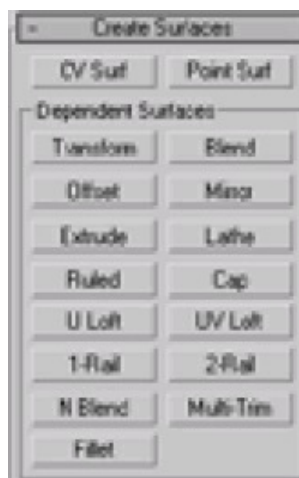 - Create Surfaces
CV Surf Point Surf
Dependent Surfaces
Transform Blend
Offset Mirror
Extrude Lathe
Ruled Cap
U Loft UV Loft
1-Rail 2-Rail
N Blend Multi-Trim
Fillet